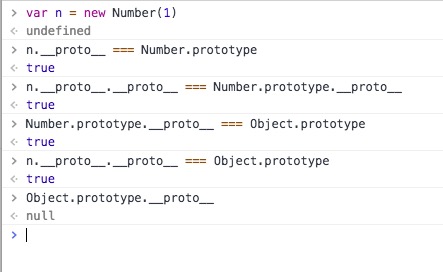 > var n = new Number(1)
<· undefined
> n.__proto__ === Number.prototype
<· true
> n.__proto__.__proto__ === Number.prototype.__proto__
<· true
> Number.prototype.__proto__ === Object.prototype
<· true
> n.__proto__.__proto__ === Object.prototype
<· true
> Object.prototype.__proto__
<· null
>